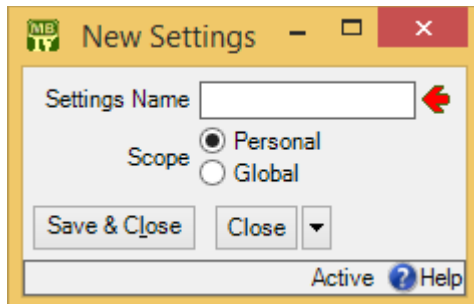 MB
TY
New Settings
Settings Name
Scope
Personal
Global
Save & Close
Close
Active
Help